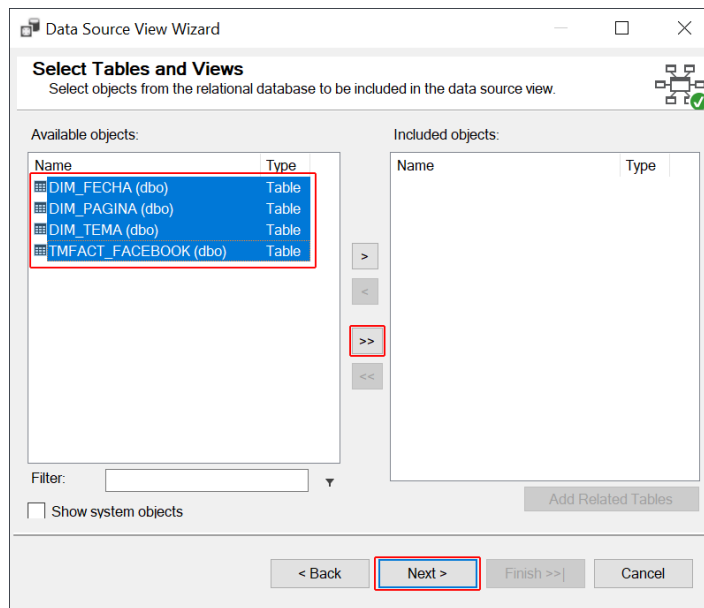 Data Source View Wizard
Select Tables and Views
Select objects from the relational database to be included in the data source view.
Available objects:
Name Type
DIM_FECHA (dbo) Table
DIM_PAGINA (dbo) Table
DIM_TEMA (dbo) Table
TMFACT_FACEBOOK (dbo) Table
>
<
>>
<<
Included objects:
Name Type
Filter:
Show system objects
Add Related Tables
< Back Next > Finish >>| Cancel